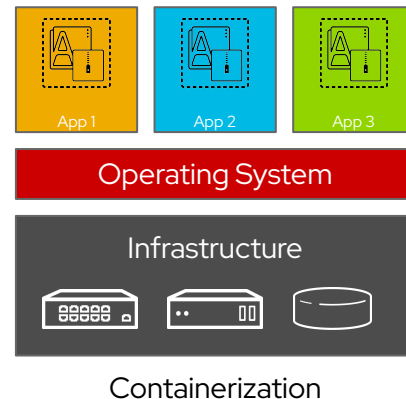 App 1
App 2
App 3
Operating System
Infrastructure
Containerization